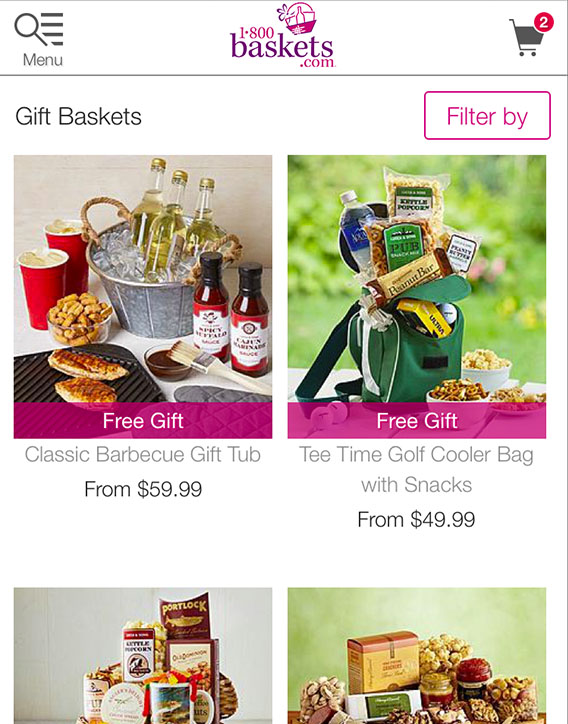 Menu
1·800
baskets
.com
2
Gift Baskets
Filter by
KETTLE
POPCORN
PUB
SNACK MIX
PEANUT
BUTTER
PeanutBar
ULTRA
SPICY
BUFFALO
SAUCE
CAJUN
MARINADE
SAUCE
Free Gift
Free Gift
Classic Barbecue Gift Tub
Tee Time Golf Cooler Bag
with Snacks
From $59.99
From $49.99
PORTLOCK
KETTLE
POPCORN
OLD DOMINION
PUB